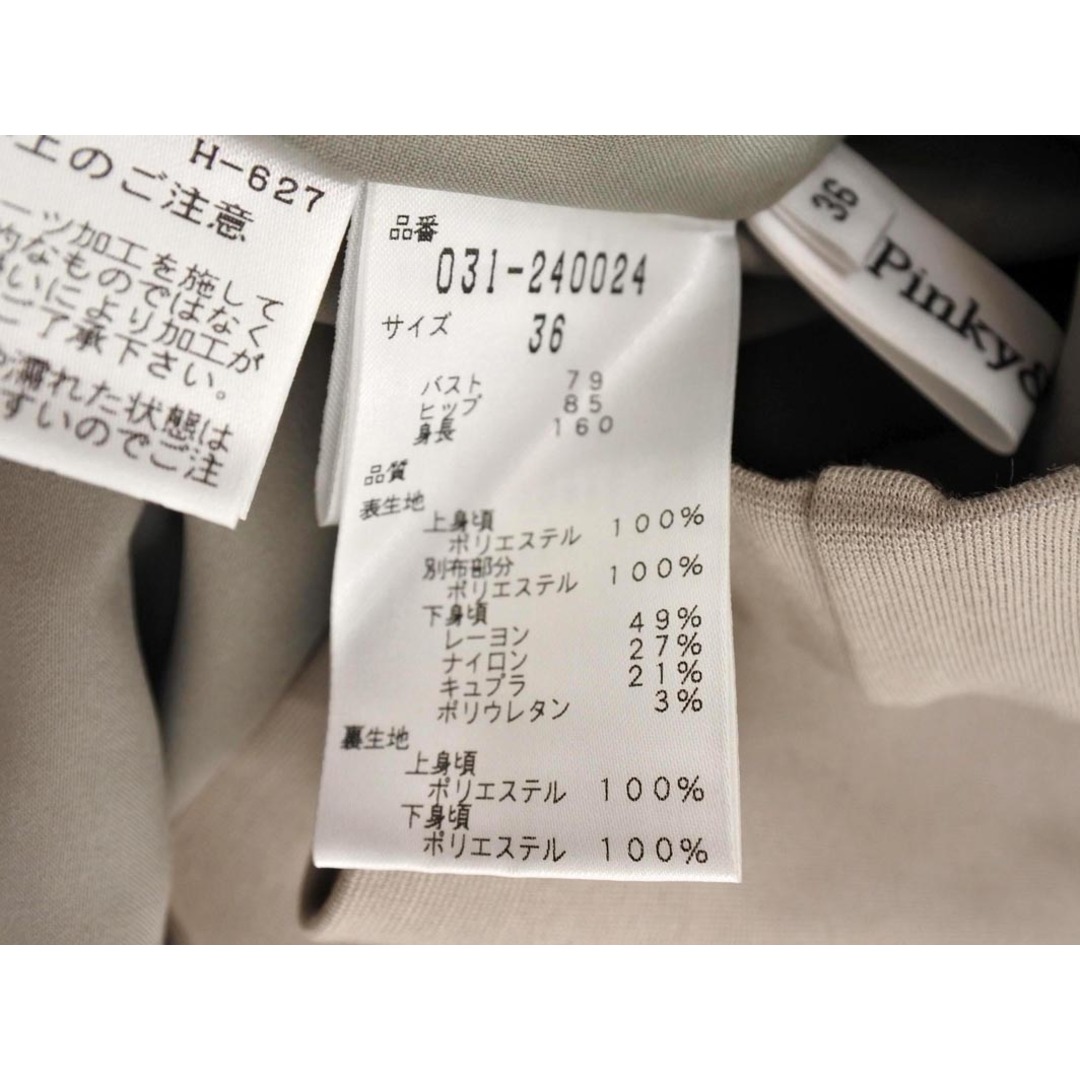 H-627
上のご注意
ーツ加工を施して
的なものではなく
いにより加工が
ご了承下さい。
濡れた状態は
すいのでご注
品番
031-240024
サイズ 36
バスト 79
ヒップ 85
身長 160
品質
表生地
上身頃
ポリエステル 100%
別布部分
ポリエステル 100%
下身頃
レーヨン 49%
ナイロン 27%
キュプラ 21%
ポリウレタン 3%
裏生地
上身頃
ポリエステル 100%
下身頃
ポリエステル 100%
36
Pinky&